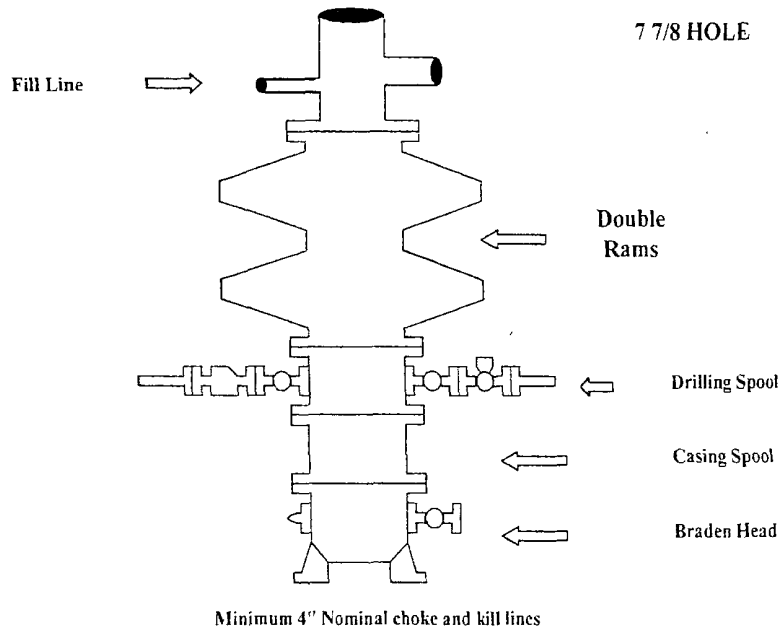 7 7/8 HOLE
Fill Line
Double
Rams
Drilling Spool
Casing Spool
Braden Head
Minimum 4" Nominal choke and kill lines